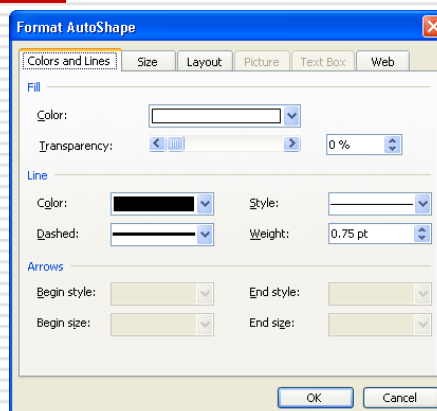 Format AutoShape
Colors and Lines Size Layout Picture Text Box Web
Fill
Color:
Transparency: 0 %
Line
Color: Style:
Dashed: Weight: 0.75 pt
Arrows
Begin style: End style:
Begin size: End size:
OK Cancel